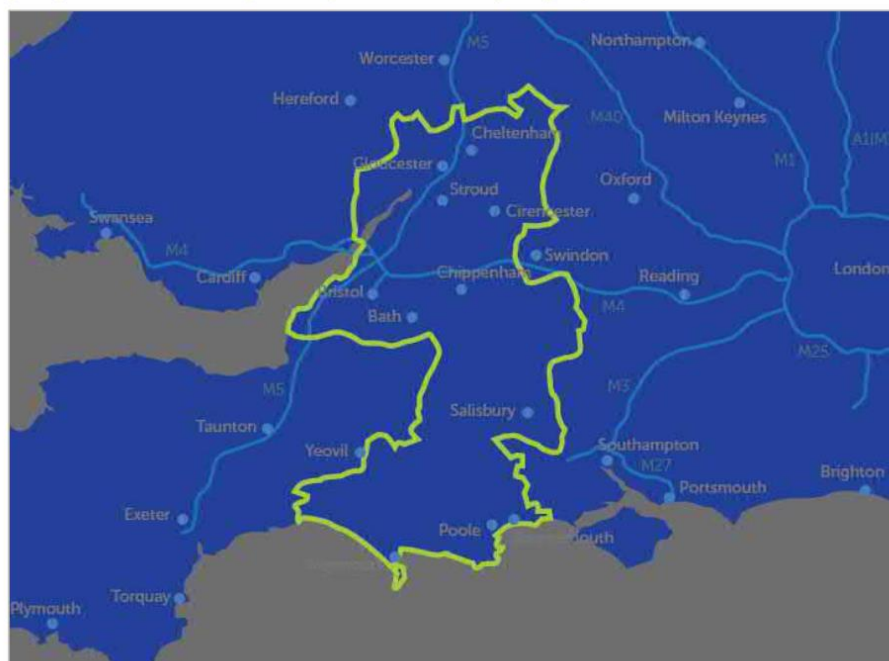 M5
Northampton
Worcester
Hereford
Milton Keynes
M40
A1(M)
Cheltenham
M1
Gloucester
Stroud
Oxford
Cirencester
Swansea
M4
Swindon
Cardiff
Chippenham
Reading
London
Bristol
M4
Bath
M25
M5
M3
Salisbury
Taunton
Yeovil
Southampton
M27
Brighton
Portsmouth
Exeter
Poole
Torquay
Plymouth